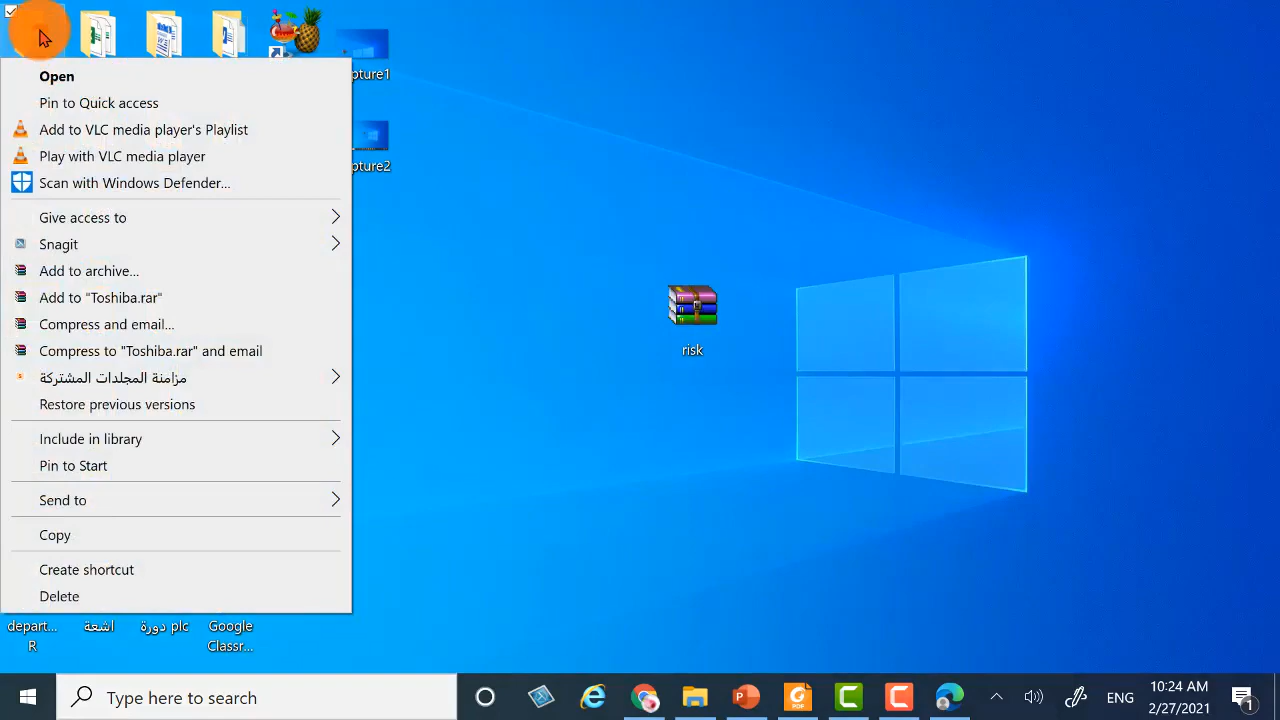 pture1
pture2
Open
Pin to Quick access
Add to VLC media player's Playlist
Play with VLC media player
Scan with Windows Defender...
Give access to
Snagit
Add to archive...
Add to "Toshiba.rar"
Compress and email...
Compress to "Toshiba.rar" and email
مزامنة المجلدات المشتركة
Restore previous versions
Include in library
Pin to Start
Send to
Copy
Create shortcut
Delete
risk
depart...
R
اشعة
دورة plc
Google
Classr...
Type here to search
PDF
ENG
10:24 AM
2/27/2021
1